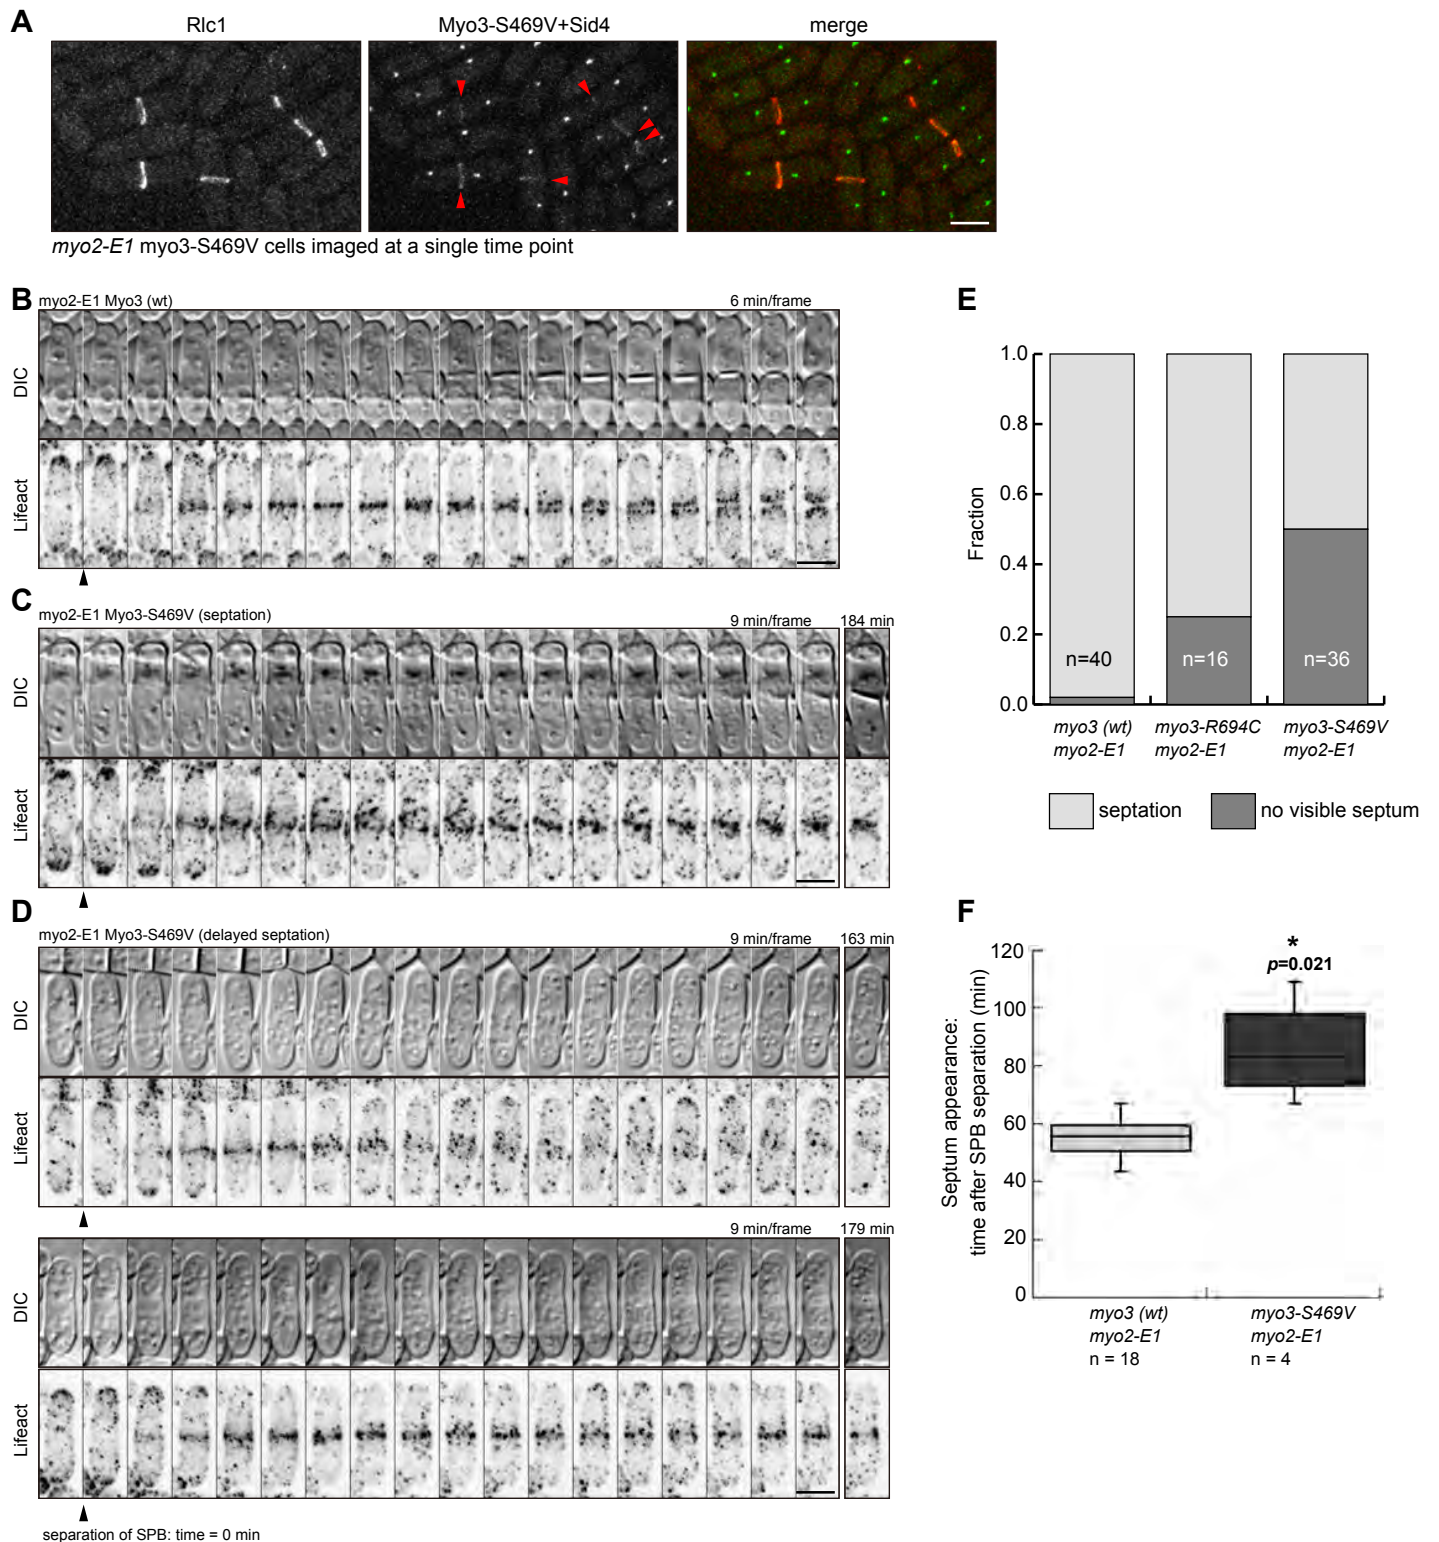 A
Rlc1
Myo3-S469V+Sid4
merge
myo2-E1 myo3-S469V cells imaged at a single time point
B
myo2-E1 Myo3 (wt)
6 min/frame
DIC
Lifeact
C
myo2-E1 Myo3-S469V (septation)
9 min/frame
184 min
DIC
Lifeact
D
myo2-E1 Myo3-S469V (delayed septation)
9 min/frame
163 min
DIC
Lifeact
9 min/frame
179 min
DIC
Lifeact
separation of SPB: time = 0 min
E
Fraction
1.0
0.8
0.6
0.4
0.2
0.0
n=40
n=16
n=36
myo3 (wt)
myo2-E1
myo3-R694C
myo2-E1
myo3-S469V
myo2-E1
septation
no visible septum
F
Septum appearance:
time after SPB separation (min)
120
100
80
60
40
20
0
*
p=0.021
myo3 (wt)
myo2-E1
n = 18
myo3-S469V
myo2-E1
n = 4